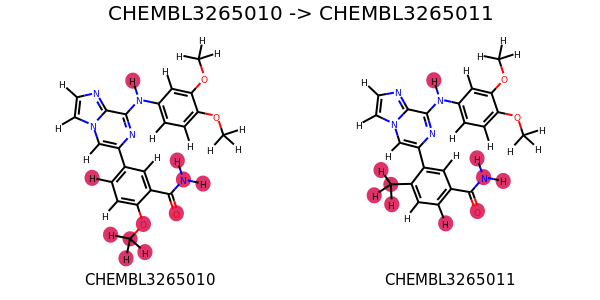 CHEMBL3265010 -> CHEMBL3265011
H H H H O H N N N N N O H H H H H H H H H N H O O H H H
H H H H O H N N N N N O H H H H H H H H H H N H O H H
CHEMBL3265010 CHEMBL3265011